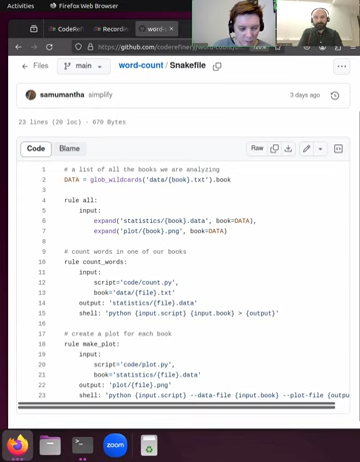 Activities
Firefox Web Browser
CodeRef
Recordin
word-c
https://github.com/coderefinery/word-count/
Files
main
word-count / Snakefile
samumantha simplify
3 days ago
23 lines (20 loc) · 670 Bytes
Code
Blame
Raw
1 # a list of all the books we are analyzing
2 DATA = glob_wildcards('data/{book}.txt').book
3
4 rule all:
5 input:
6 expand('statistics/{book}.data', book=DATA),
7 expand('plot/{book}.png', book=DATA)
8
9 # count words in one of our books
10 rule count_words:
11 input:
12 script='code/count.py',
13 book='data/{file}.txt'
14 output: 'statistics/{file}.data'
15 shell: 'python {input.script} {input.book} > {output}'
16
17 # create a plot for each book
18 rule make_plot:
19 input:
20 script='code/plot.py',
21 book='statistics/{file}.data'
22 output: 'plot/{file}.png'
23 shell: 'python {input.script} --data-file {input.book} --plot-file {outpu
zoom